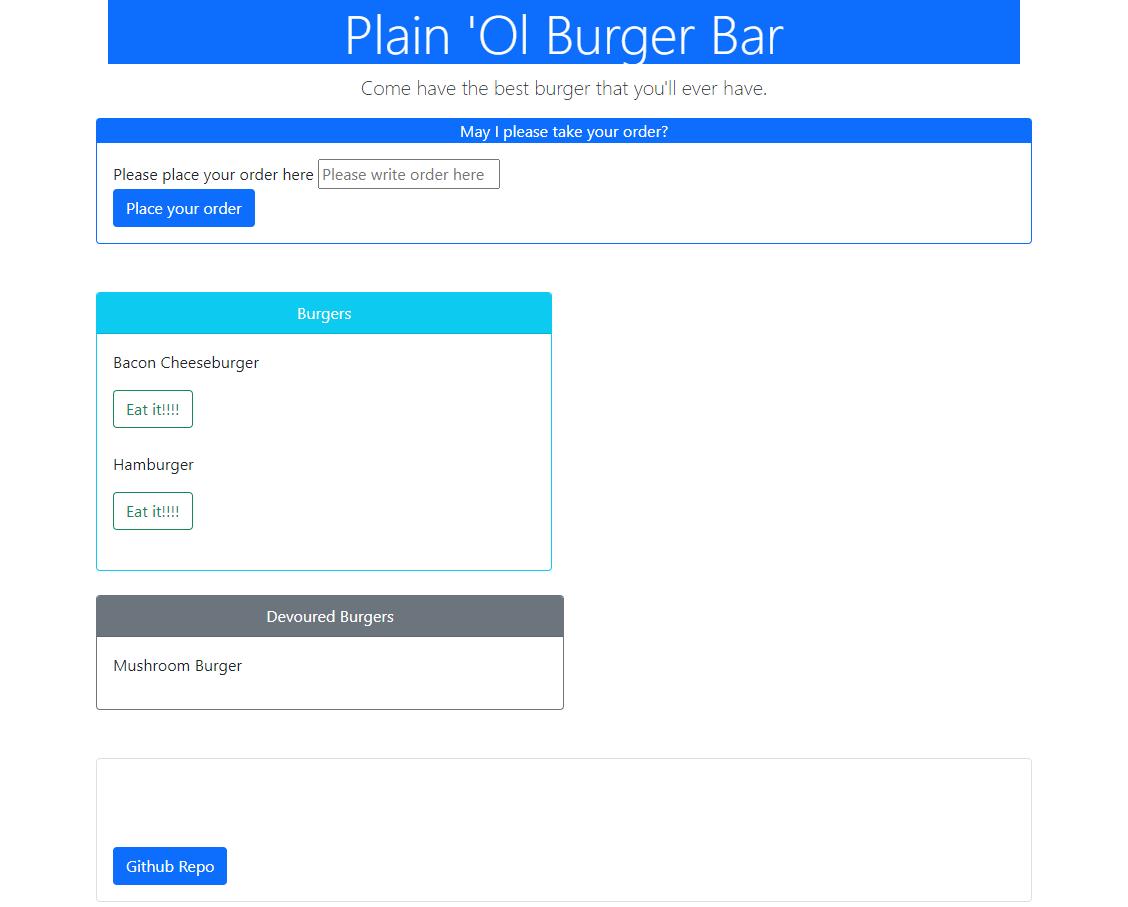 Plain 'Ol Burger Bar
Come have the best burger that you'll ever have.
May I please take your order?
Please place your order here Please write order here
Place your order
Burgers
Bacon Cheeseburger
Eat it!!!!
Hamburger
Eat it!!!!
Devoured Burgers
Mushroom Burger
Github Repo